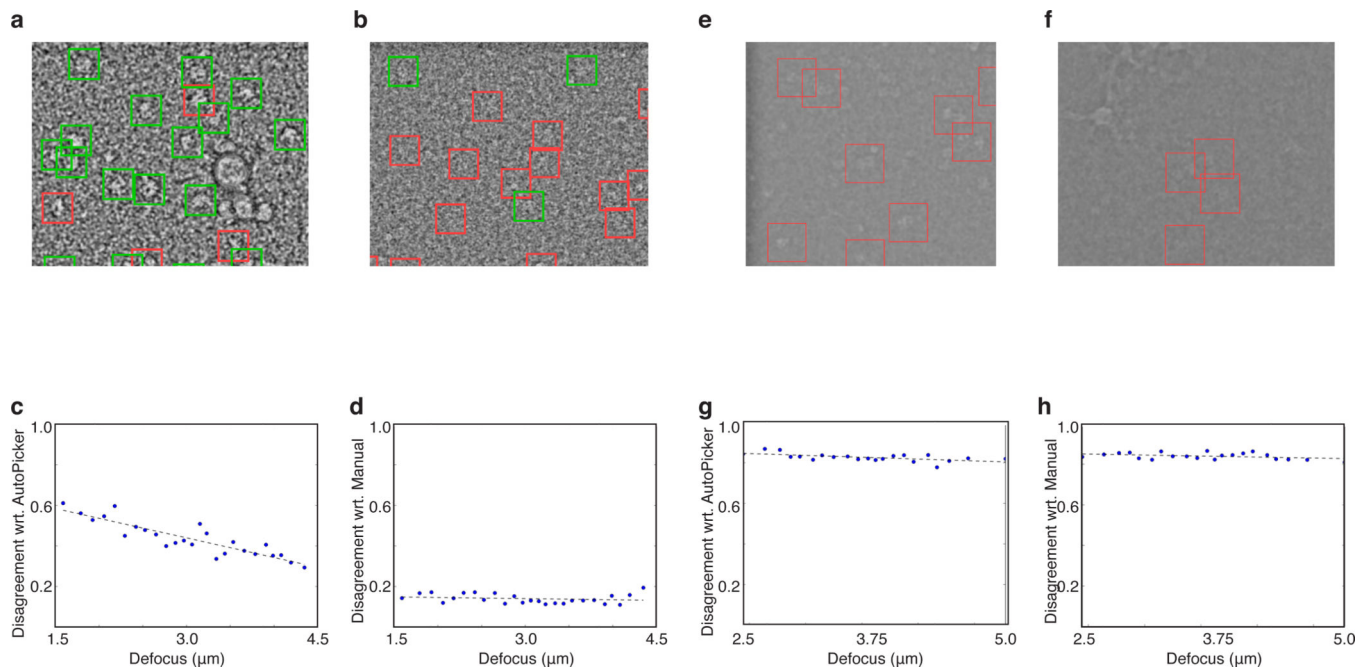 a
b
e
f
c
d
g
h
Disagreement wrt. AutoPicker
1.0
0.6
0.2
1.5
3.0
4.5
Defocus (µm)
Disagreement wrt. Manual
1.0
0.6
0.2
1.5
3.0
4.5
Defocus (µm)
Disagreement wrt. AutoPicker
1.0
0.6
0.2
2.5
3.75
5.0
Defocus (µm)
Disagreement wrt. Manual
1.0
0.6
0.2
2.5
3.75
5.0
Defocus (µm)